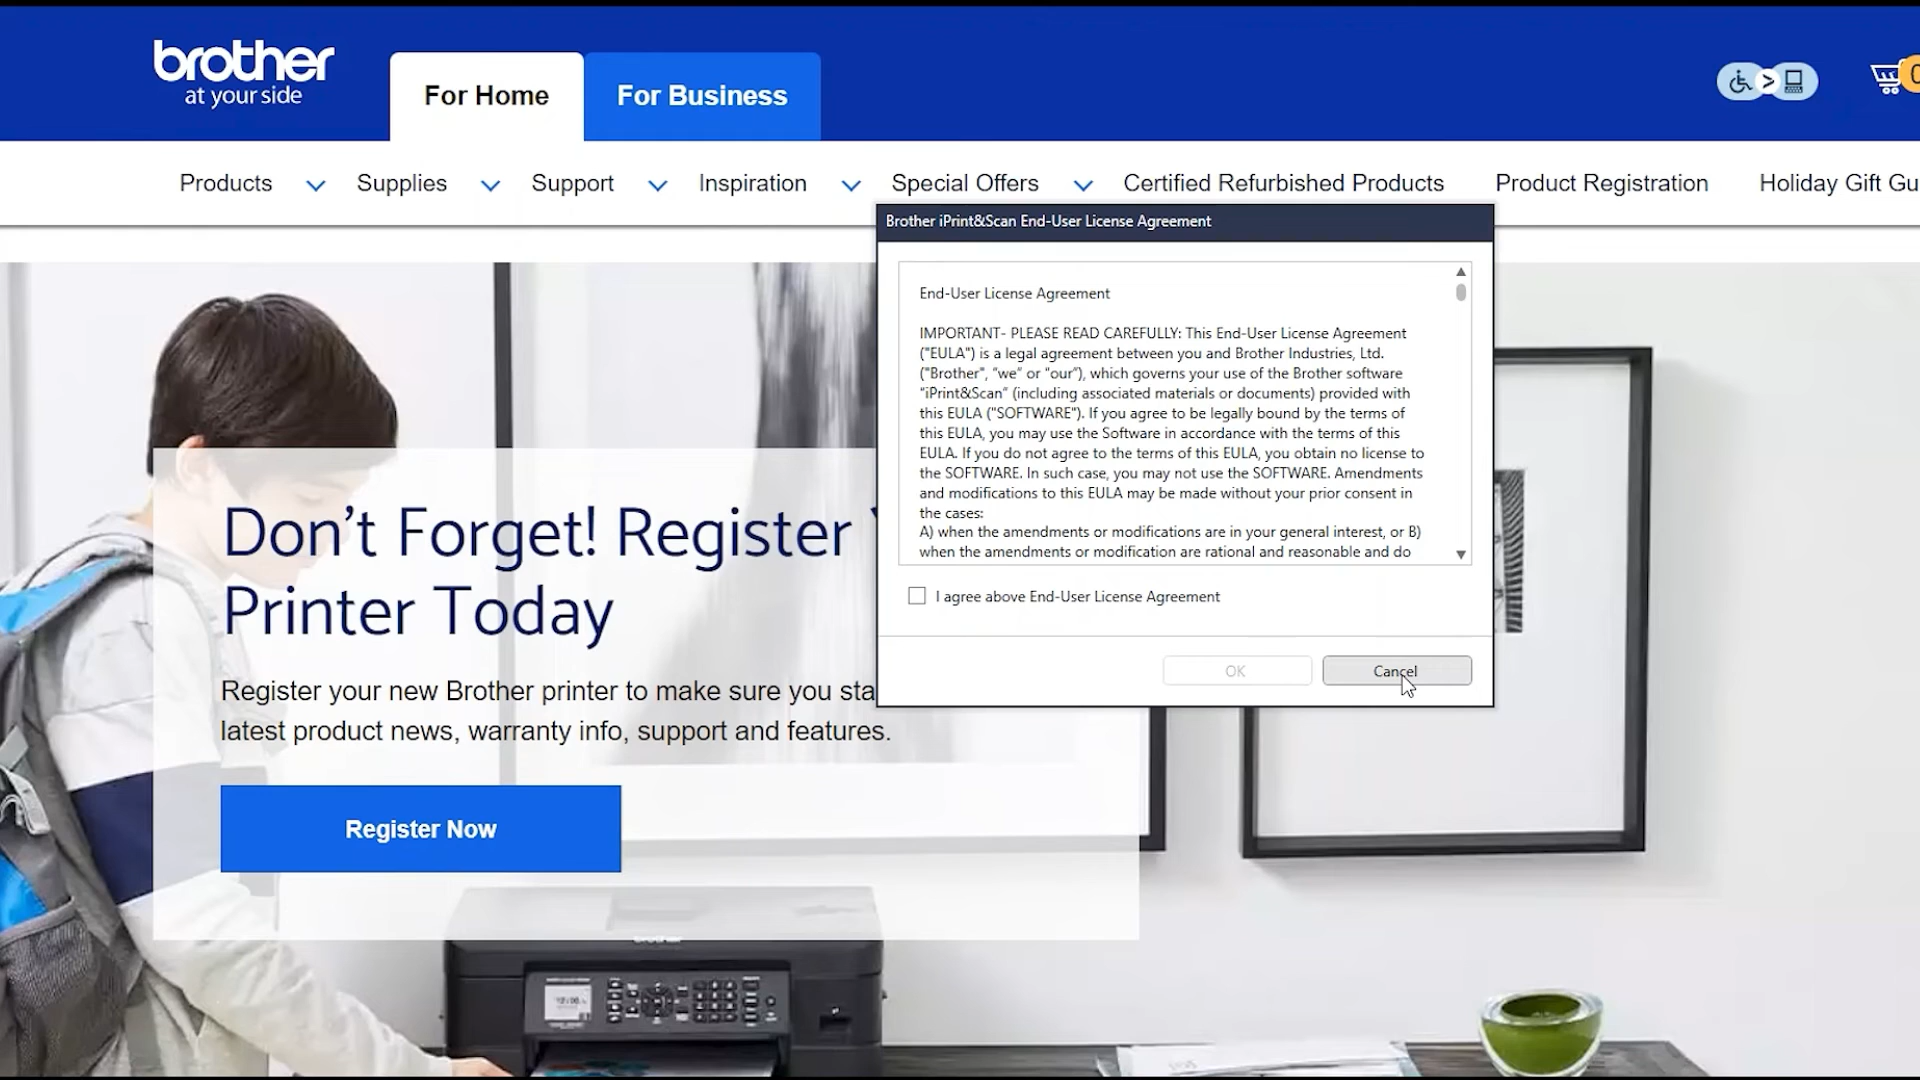 brother
at your side
For Home
For Business
Products
Supplies
Support
Inspiration
Special Offers
Certified Refurbished Products
Product Registration
Holiday Gift Gu
Brother iPrint&Scan End-User License Agreement
End-User License Agreement
IMPORTANT- PLEASE READ CAREFULLY: This End-User License Agreement
("EULA") is a legal agreement between you and Brother Industries, Ltd.
("Brother", "we" or "our"), which governs your use of the Brother software
"iPrint&Scan" (including associated materials or documents) provided with
this EULA ("SOFTWARE"). If you agree to be legally bound by the terms of
this EULA, you may use the Software in accordance with the terms of this
EULA. If you do not agree to the terms of this EULA, you obtain no license to
the SOFTWARE. In such case, you may not use the SOFTWARE. Amendments
and modifications to this EULA may be made without your prior consent in
the cases:
A) when the amendments or modifications are in your general interest, or B)
when the amendments or modification are rational and reasonable and do
I agree above End-User License Agreement
OK
Cancel
Don't Forget! Register
Printer Today
Register your new Brother printer to make sure you sta
latest product news, warranty info, support and features.
Register Now
brother